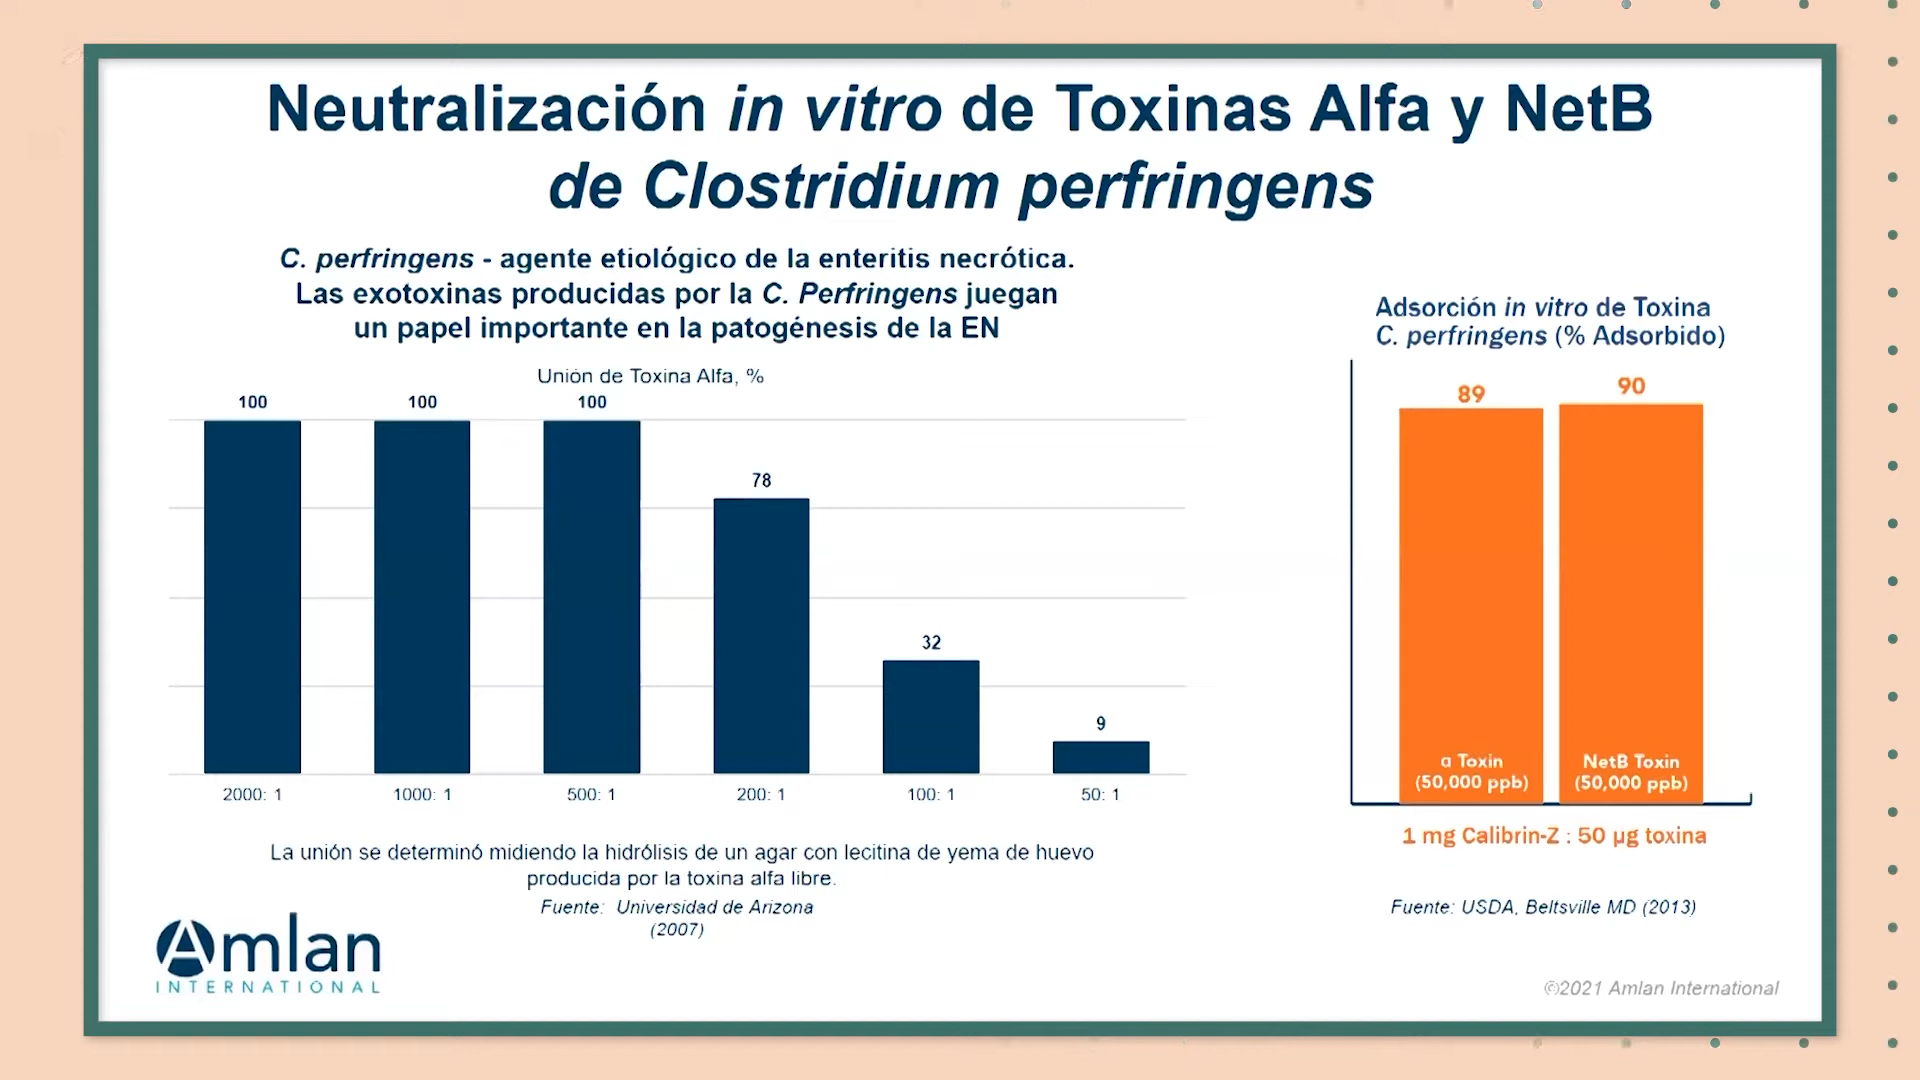 Neutralización in vitro de Toxinas Alfa y NetB
de Clostridium perfringens
C. perfringens - agente etiológico de la enteritis necrótica.
Las exotoxinas producidas por la C. Perfringens juegan
un papel importante en la patogénesis de la EN
Unión de Toxina Alfa, %
100
100
100
78
32
9
2000: 1
1000: 1
500: 1
200: 1
100: 1
50: 1
La unión se determinó midiendo la hidrólisis de un agar con lecitina de yema de huevo
producida por la toxina alfa libre.
Fuente: Universidad de Arizona
(2007)
Adsorción in vitro de Toxina
C. perfringens (% Adsorbido)
89
90
α Toxin
(50,000 ppb)
NetB Toxin
(50,000 ppb)
1 mg Calibrin-Z : 50 µg toxina
Fuente: USDA, Beltsville MD (2013)
Amlan
INTERNATIONAL
©2021 Amlan International